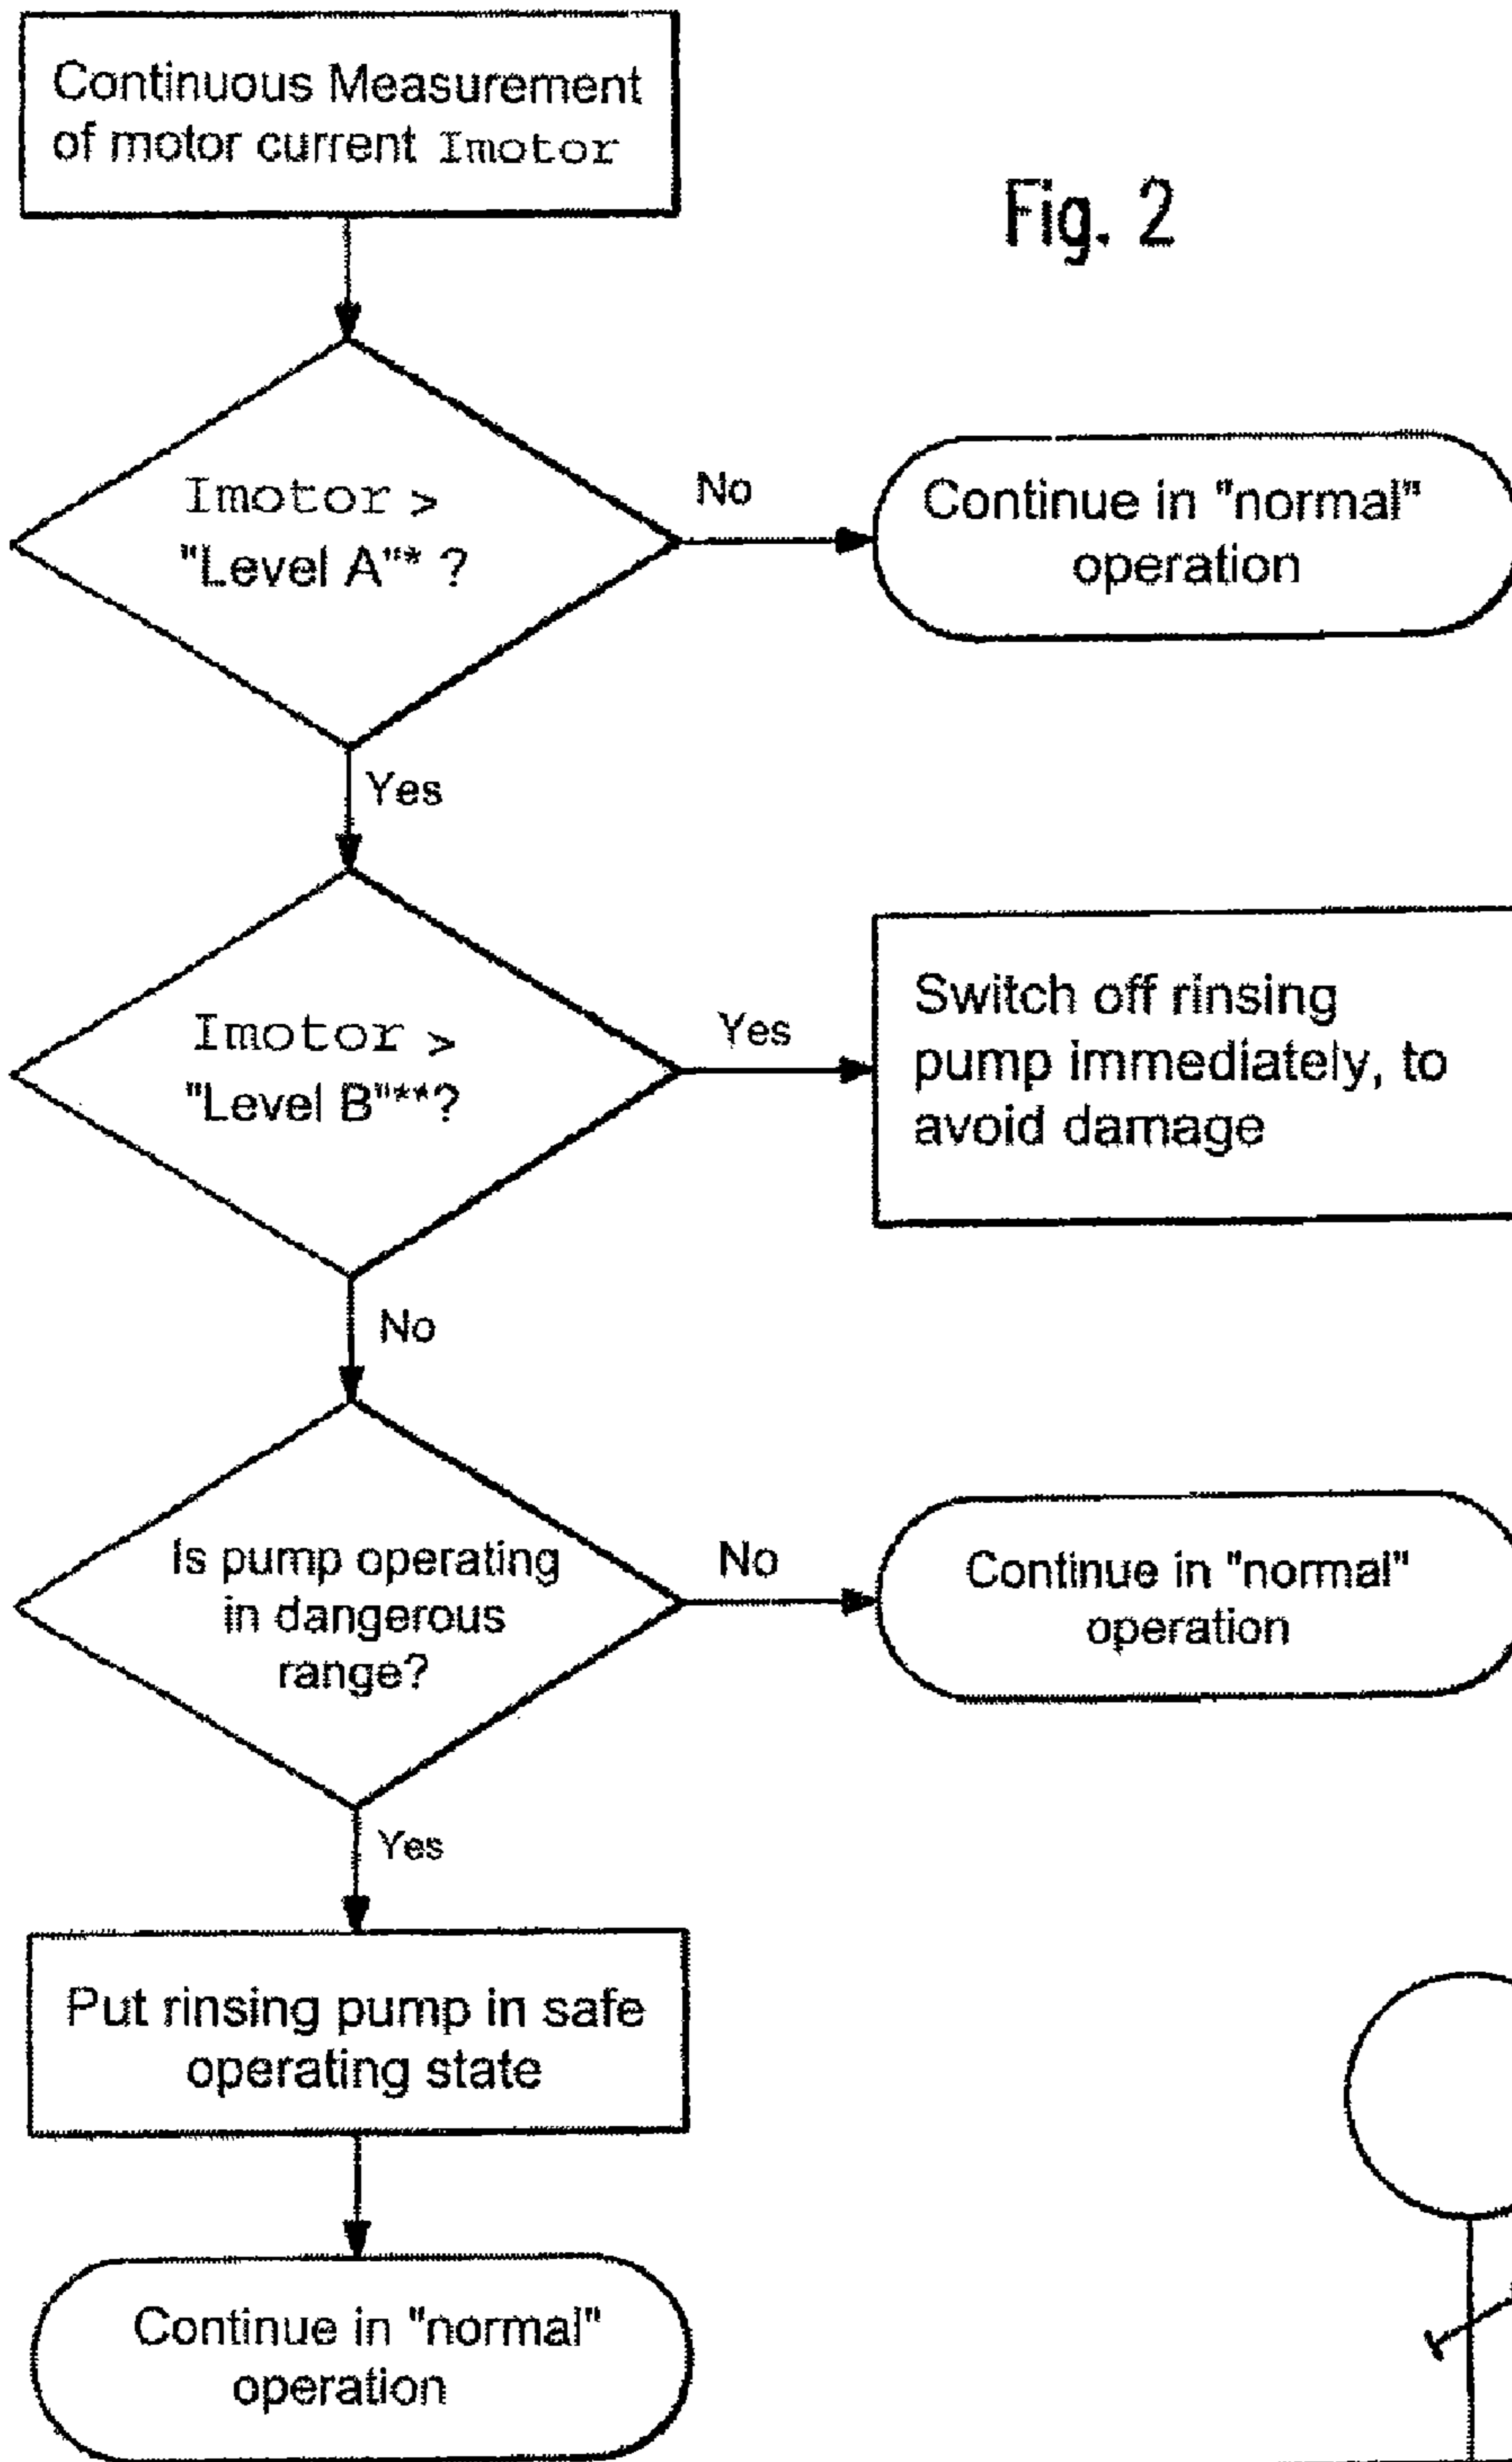 Continuous Measurement
of motor current Imotor
Fig. 2
Imotor >
"Level A"* ?
No
Continue in "normal"
operation
Yes
Imotor >
"Level B"**?
Yes
Switch off rinsing
pump immediately, to
avoid damage
No
Is pump operating
in dangerous
range?
No
Continue in "normal"
operation
Yes
Put rinsing pump in safe
operating state
Continue in "normal"
operation